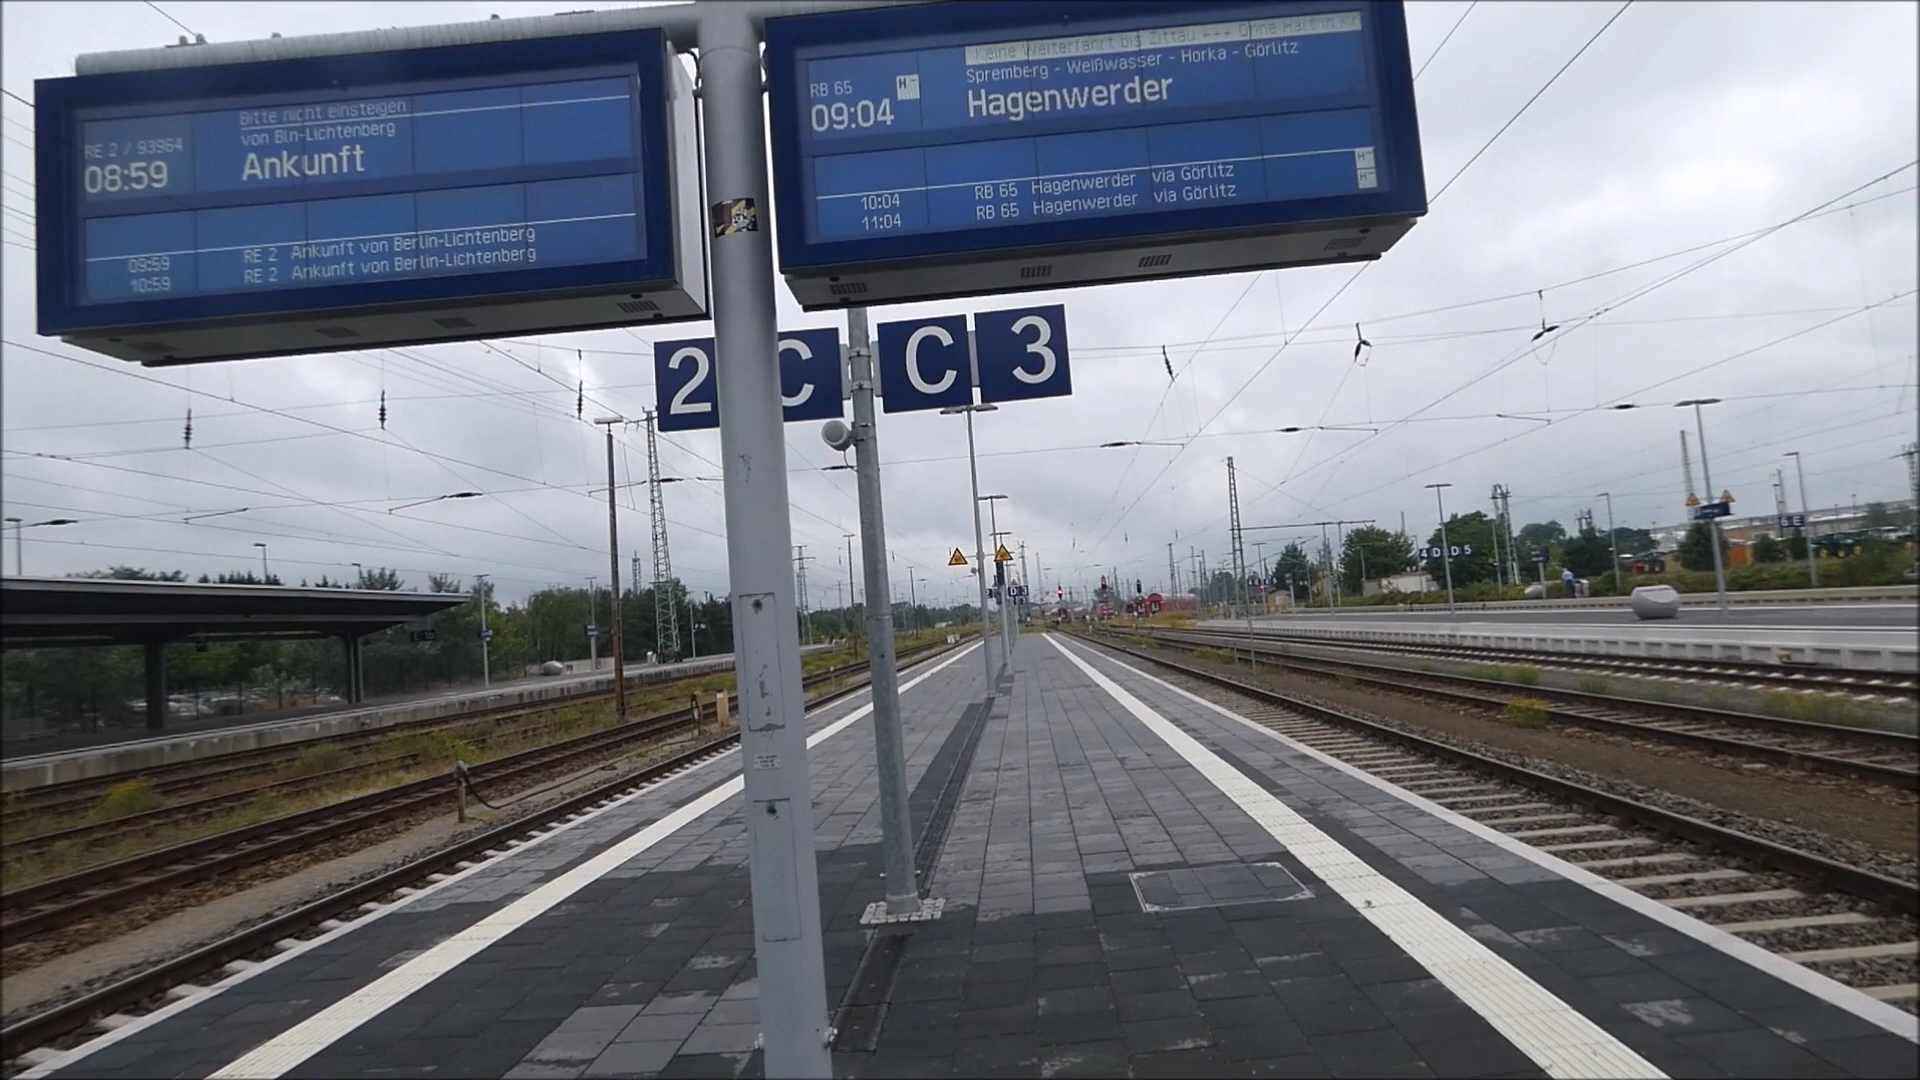 Bitte nicht einsteigen
von Bln-Lichtenberg
RE 2 / 93964
08:59
Ankunft
09:59 RE 2 Ankunft von Berlin-Lichtenberg
10:59 RE 2 Ankunft von Berlin-Lichtenberg
Keine Weiterfahrt bis Zittau +++ Ohne Halt in
Spremberg - Weißwasser - Horka - Görlitz
RB 65
09:04
Hagenwerder
10:04 RB 65 Hagenwerder via Görlitz
11:04 RB 65 Hagenwerder via Görlitz
2 C C 3
D 3
4 D D 5
E